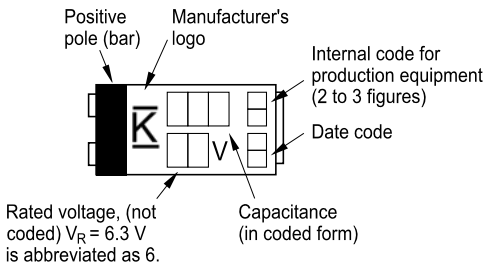 Positive
pole (bar)
Manufacturer's
logo
Internal code for
production equipment
(2 to 3 figures)
Date code
K
V
Rated voltage, (not
coded) VR = 6.3 V
is abbreviated as 6.
Capacitance
(in coded form)